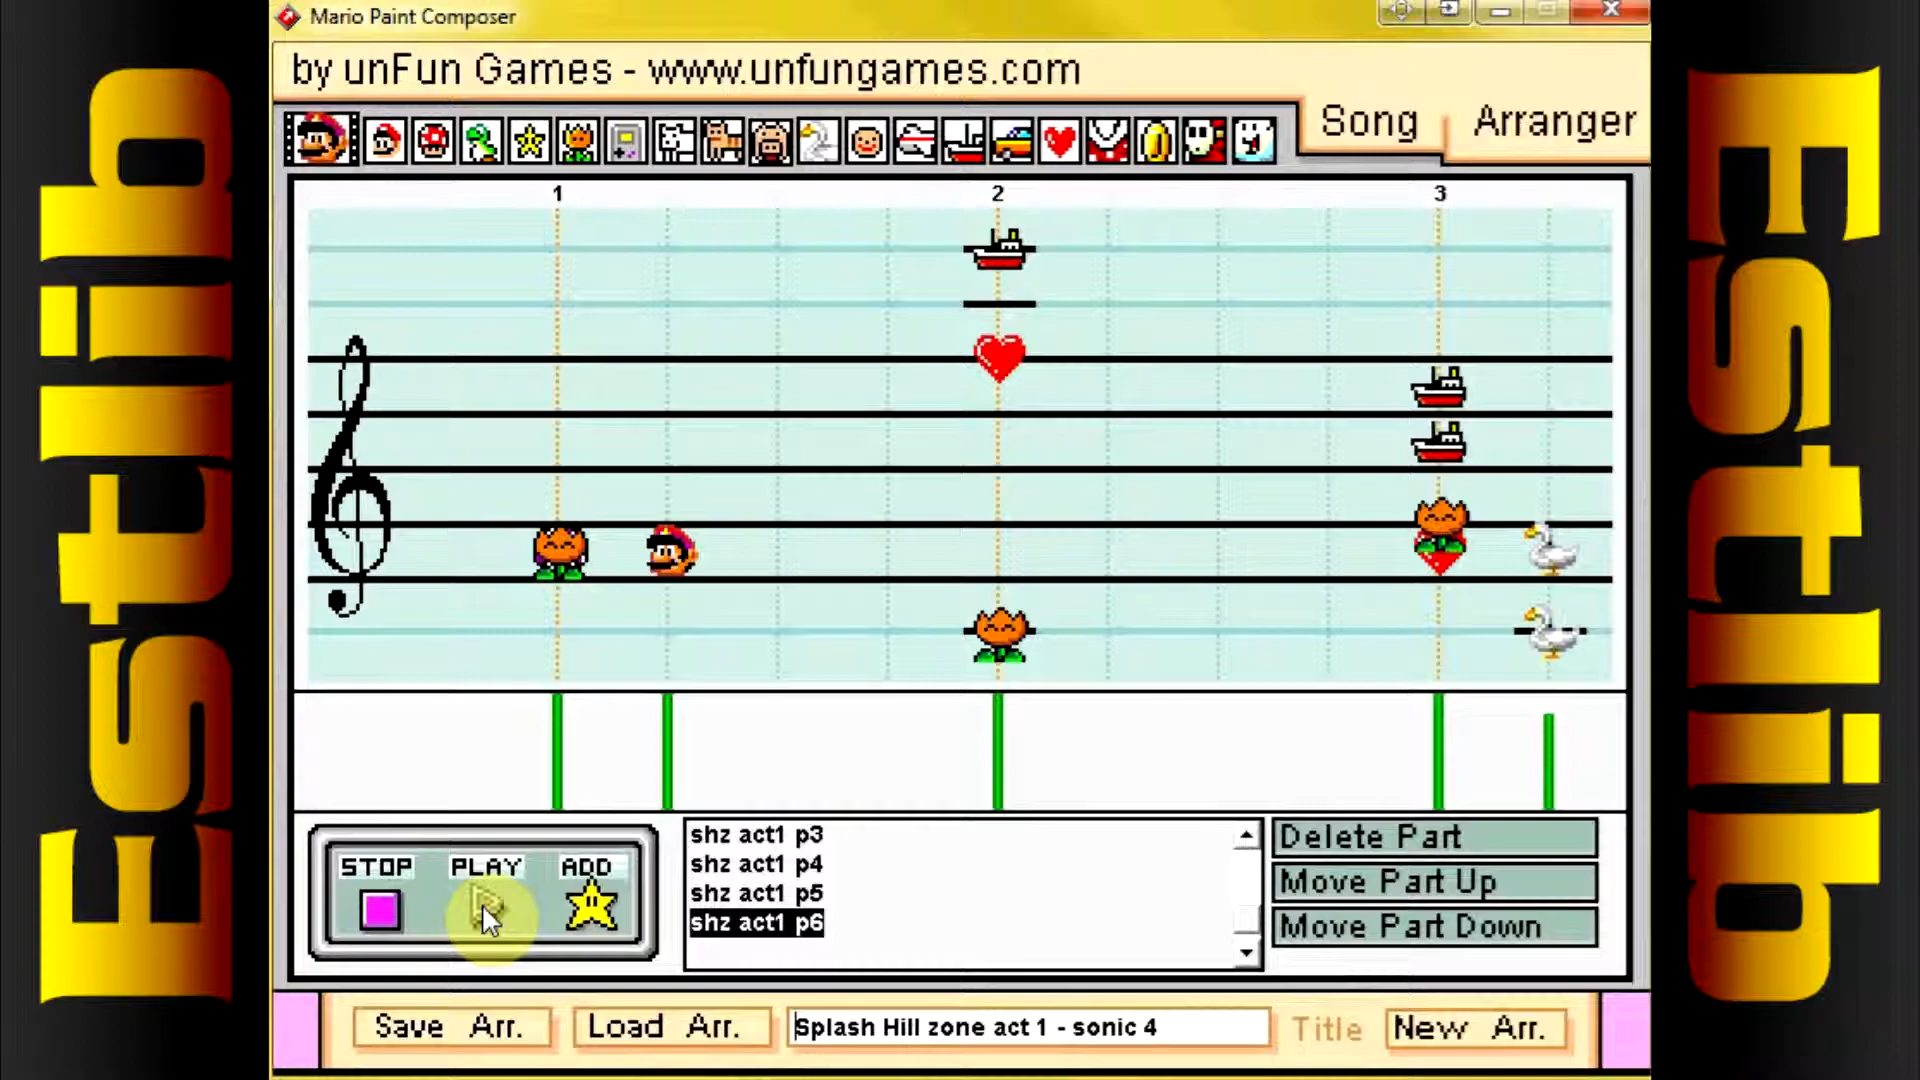 Mario Paint Composer
by unFun Games - www.unfungames.com
Song
Arranger
1
2
3
STOP
PLAY
ADD
shz act1 p3
shz act1 p4
shz act1 p5
shz act1 p6
Delete Part
Move Part Up
Move Part Down
Save Arr.
Load Arr.
Splash Hill zone act 1 - sonic 4
Title
New Arr.
Estlib
Estlib